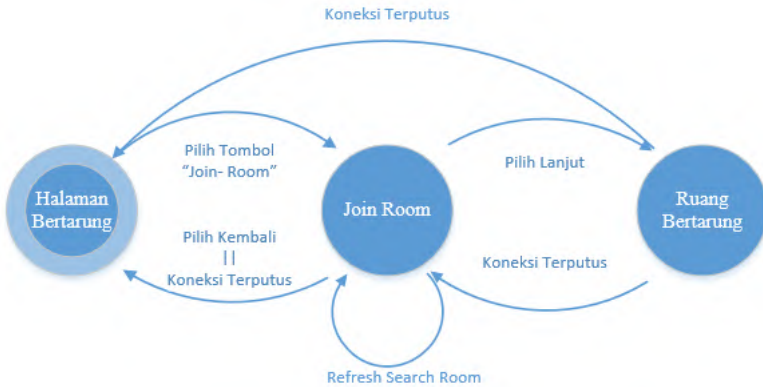 Koneksi Terputus
Pilih Tombol
“Join- Room”
Pilih Lanjut
Halaman
Bertarung
Join Room
Ruang
Bertarung
Pilih Kembali
||
Koneksi Terputus
Koneksi Terputus
Refresh Search Room